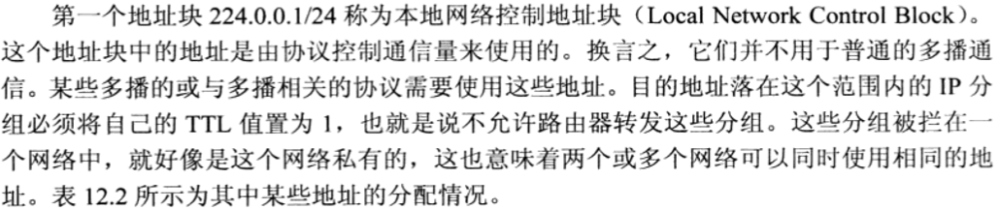 第一个地址块 224.0.0.1/24 称为本地网络控制地址块（Local Network Control Block）。
这个地址块中的地址是由协议控制通信量来使用的。换言之，它们并不用于普通的多播通
信。某些多播的或与多播相关的协议需要使用这些地址。目的地址落在这个范围内的 IP 分
组必须将自己的 TTL 值置为 1，也就是说不允许路由器转发这些分组。这些分组被拦在一
个网络中，就好像是这个网络私有的，这也意味着两个或多个网络可以同时使用相同的地
址。表 12.2 所示为其中某些地址的分配情况。